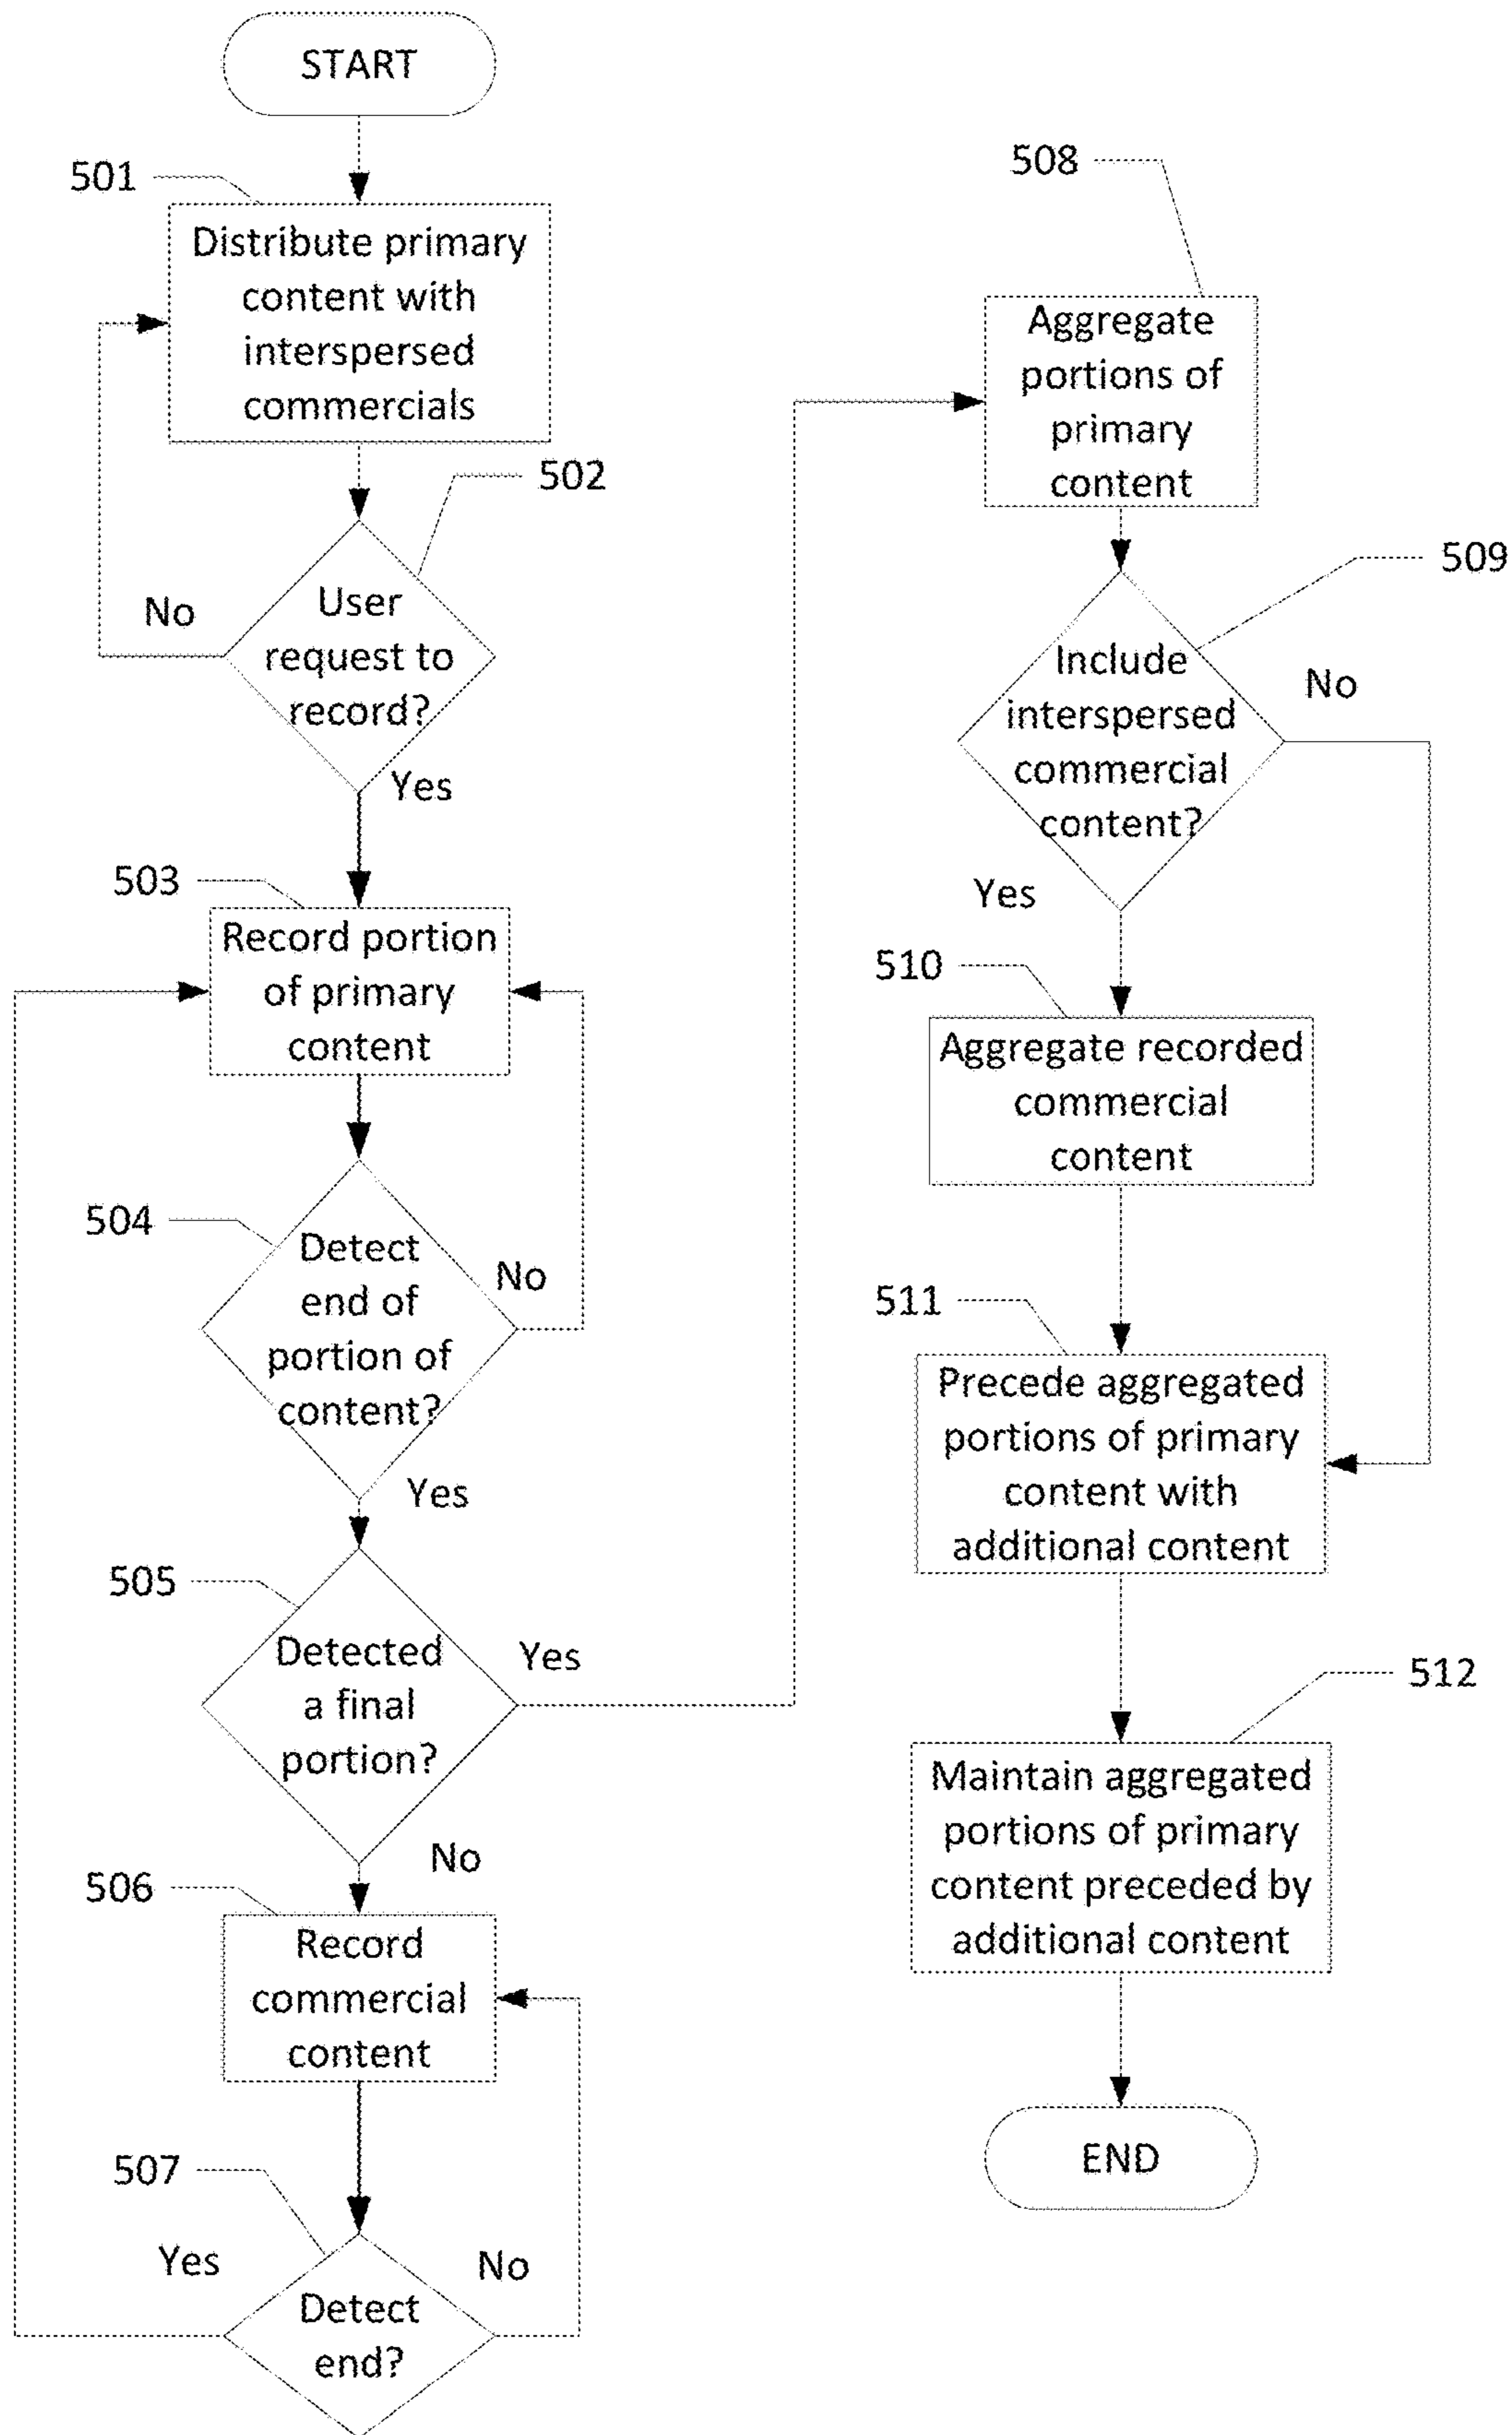 START
501
Distribute primary
content with
interspersed
commercials
502
User
request to
record?
No
Yes
503
Record portion
of primary
content
504
Detect
end of
portion of
content?
No
Yes
505
Detected
a final
portion?
Yes
No
506
Record
commercial
content
507
Yes
No
Detect
end?
508
Aggregate
portions of
primary
content
509
Include
interspersed
commercial
content?
No
Yes
510
Aggregate recorded
commercial
content
511
Precede aggregated
portions of primary
content with
additional content
512
Maintain aggregated
portions of primary
content preceded by
additional content
END